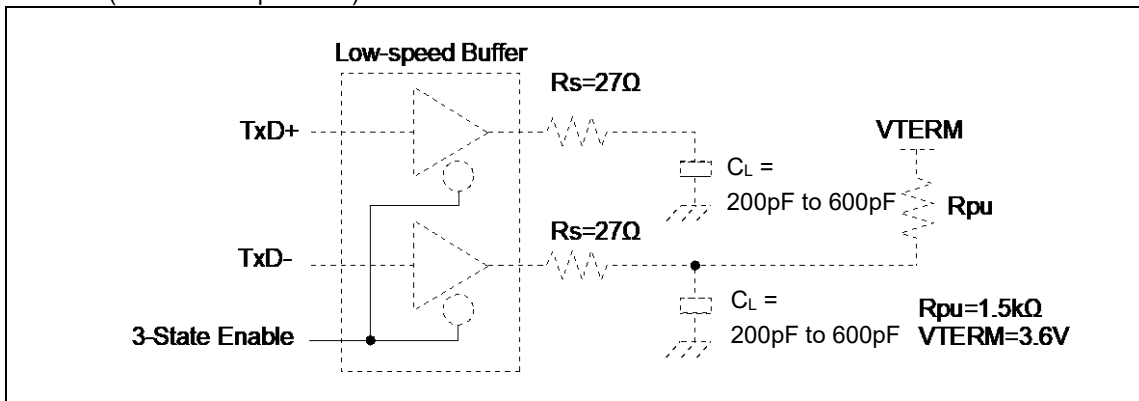 Low-speed Buffer
Rs=27Ω
TxD+
VTERM
CL =
200pF to 600pF
Rpu
Rs=27Ω
TxD-
CL =
200pF to 600pF
Rpu=1.5kΩ
VTERM=3.6V
3-State Enable